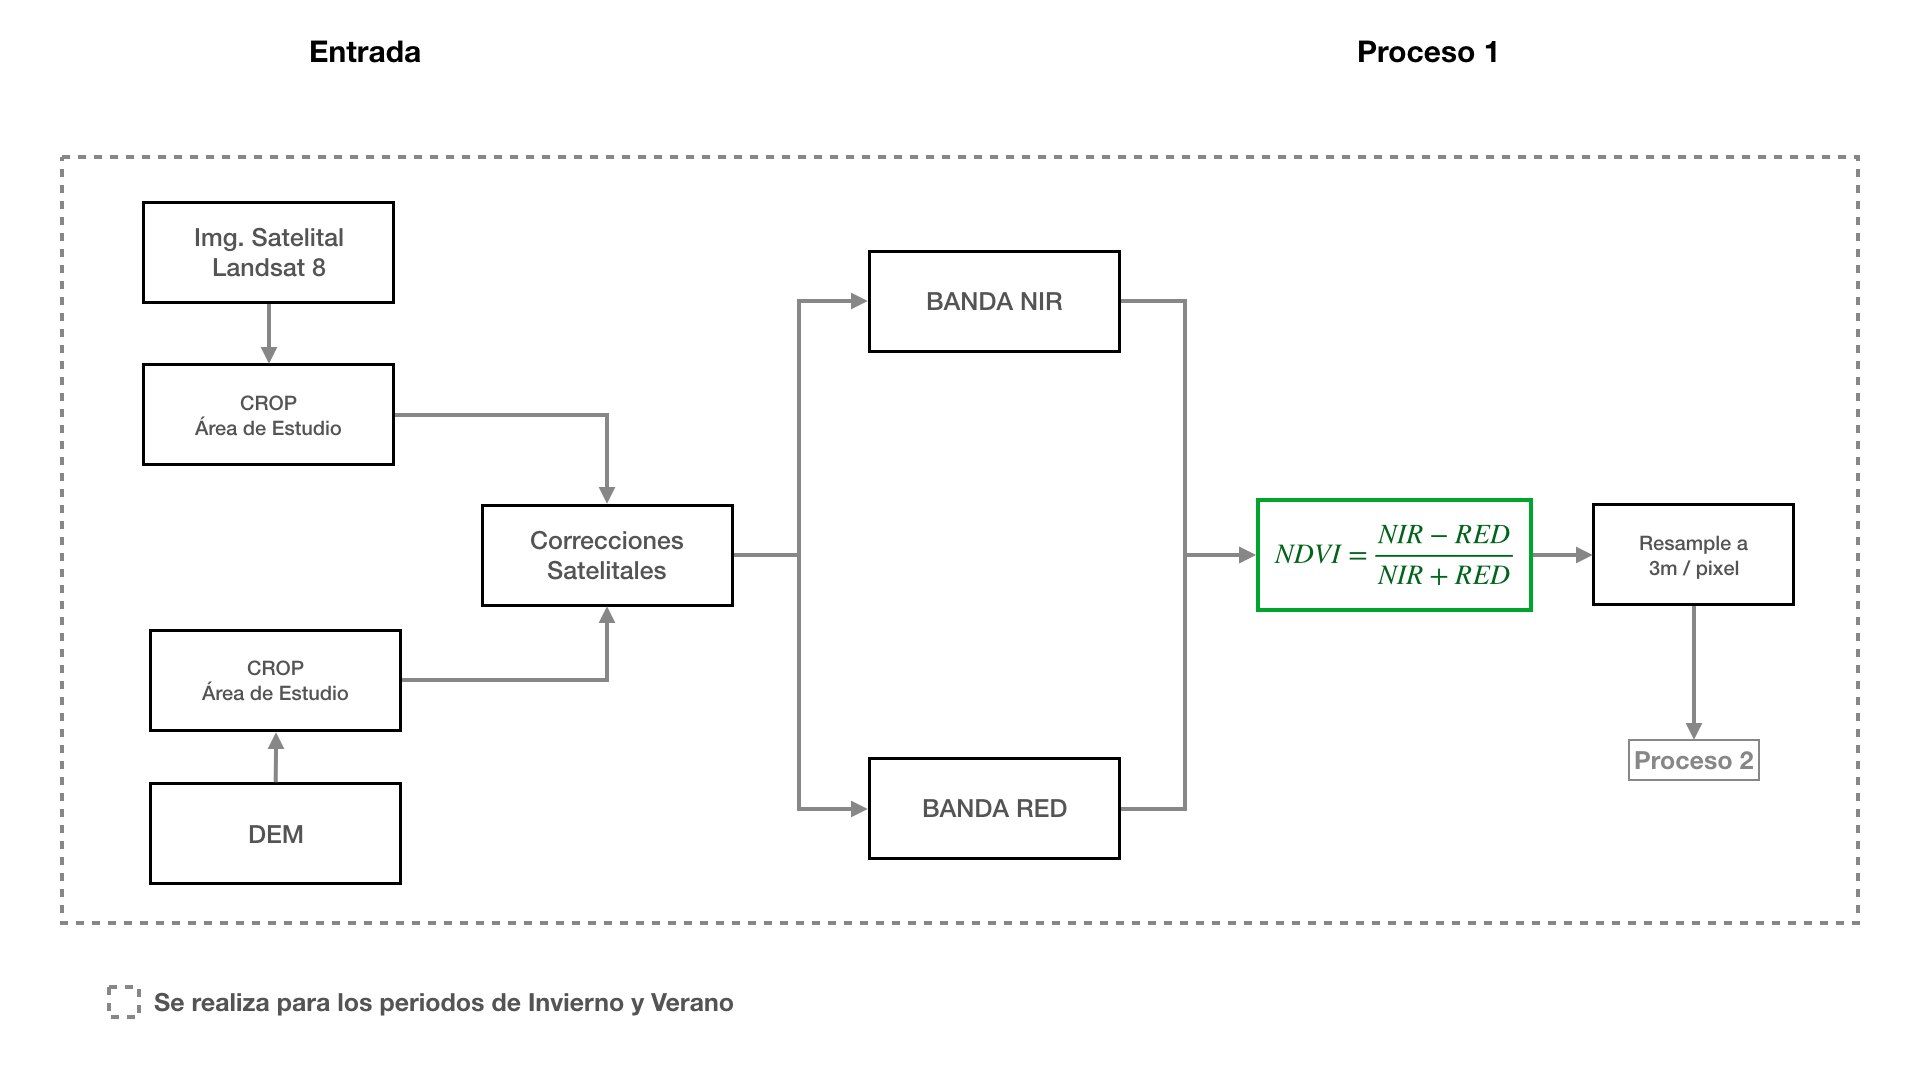 Entrada
Proceso 1
Img. Satelital
Landsat 8
CROP
Área de Estudio
Correcciones
Satelitales
CROP
Área de Estudio
DEM
BANDA NIR
BANDA RED
NDVI = NIR − RED
NIR + RED
Resample a
3m / pixel
Proceso 2
Se realiza para los periodos de Invierno y Verano